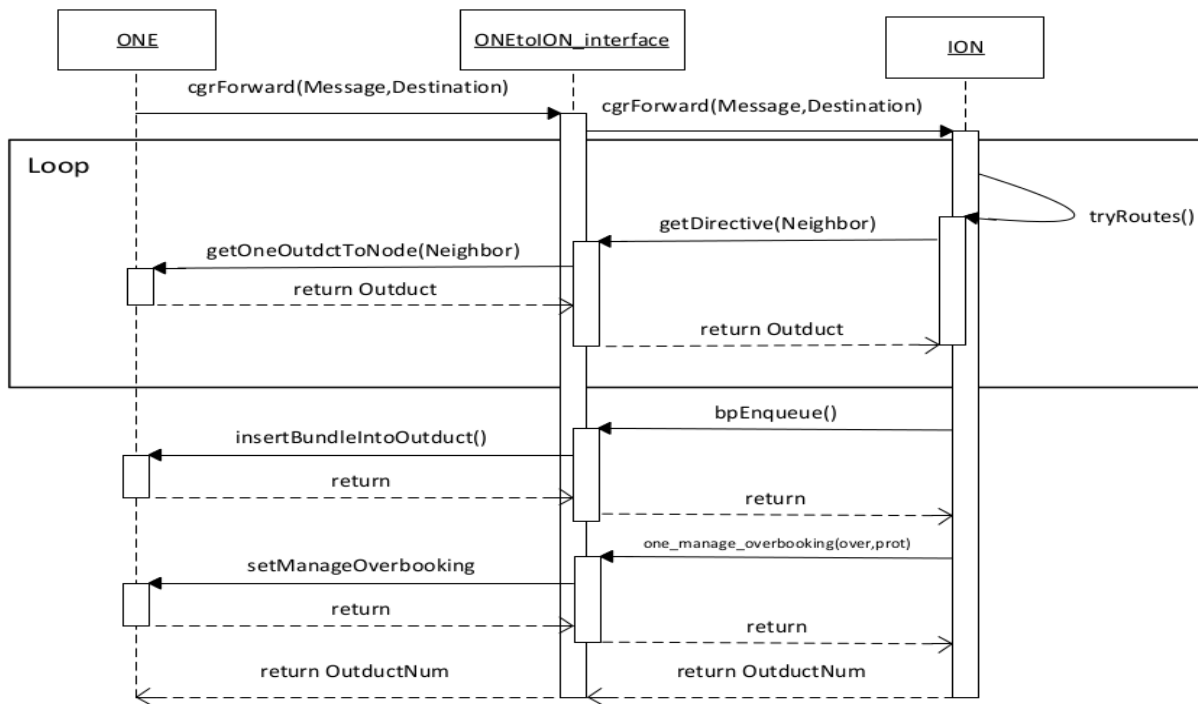 ONE
ONEtoION_interface
ION
cgrForward(Message,Destination)
cgrForward(Message,Destination)
Loop
tryRoutes()
getDirective(Neighbor)
getOneOutdctToNode(Neighbor)
return Outduct
return Outduct
bpEnqueue()
insertBundleIntoOutduct()
return
return
one_manage_overbooking(over,prot)
setManageOverbooking
return
return
return OutductNum
return OutductNum